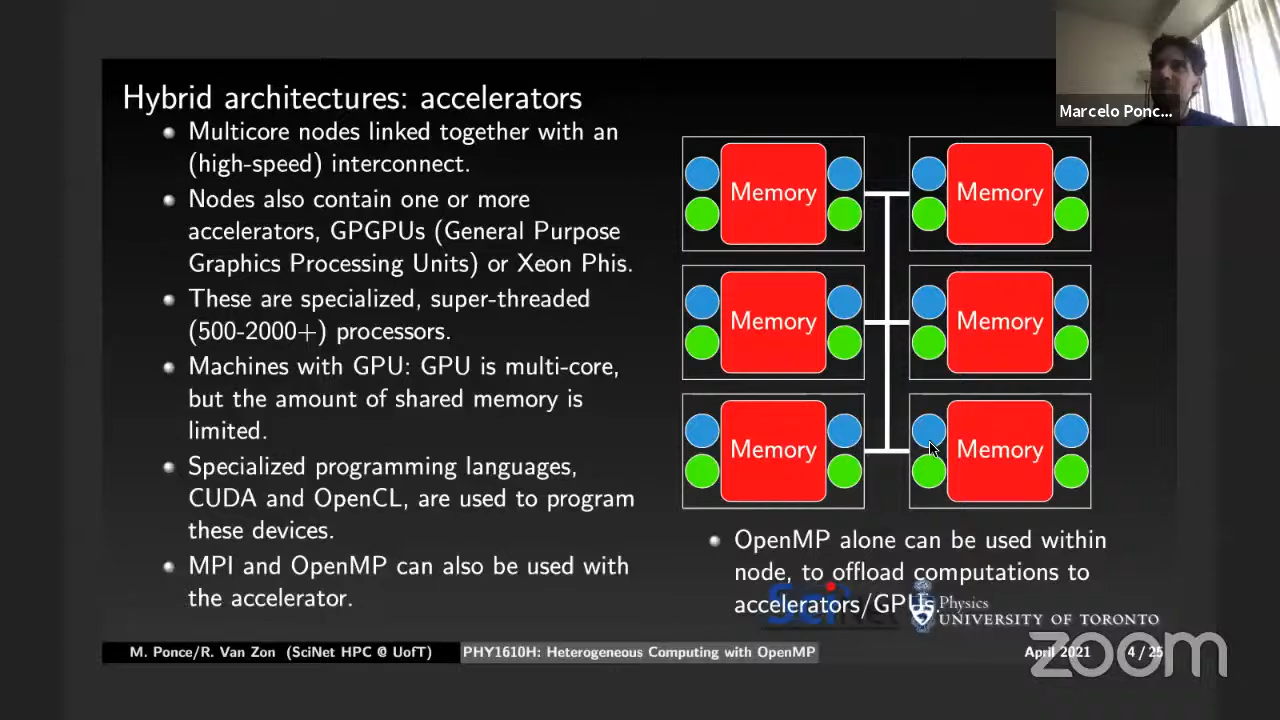 Hybrid architectures: accelerators
Multicore nodes linked together with an
(high-speed) interconnect.
Nodes also contain one or more
accelerators, GPGPUs (General Purpose
Graphics Processing Units) or Xeon Phis.
These are specialized, super-threaded
(500-2000+) processors.
Machines with GPU: GPU is multi-core,
but the amount of shared memory is
limited.
Specialized programming languages,
CUDA and OpenCL, are used to program
these devices.
MPI and OpenMP can also be used with
the accelerator.
Marcelo Ponc...
Memory Memory
Memory Memory
Memory Memory
OpenMP alone can be used within
node, to offload computations to
accelerators/GPUs.
SciNet
Physics
UNIVERSITY OF TORONTO
M. Ponce/R. Van Zon (SciNet HPC @ UofT) PHY1610H: Heterogeneous Computing with OpenMP April 2021 4 / 25
zoom